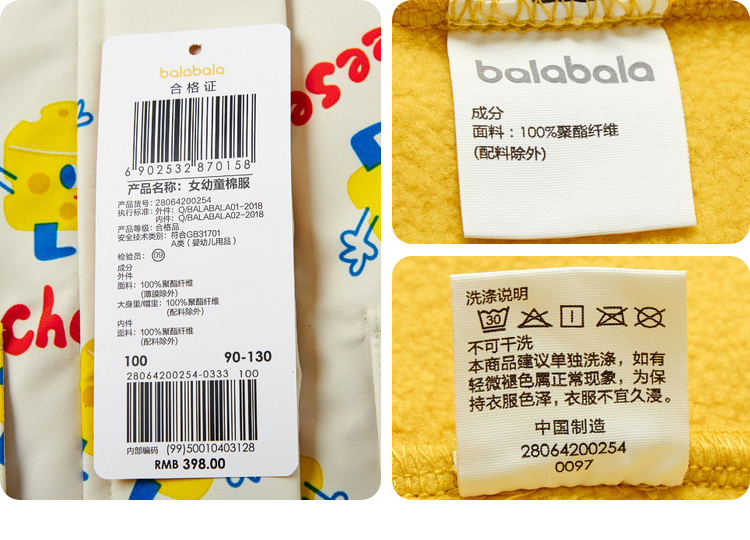 balabala
合格证
6 902532 870158
产品名称：女幼童棉服
产品货号：28064200254
执行标准：外件：Q/BALABALA01-2018
内件：Q/BALABALA02-2018
产品等级：合格品
安全技术类别：符合GB31701
A类（婴幼儿用品）
检验员：09
成分
外件
面料：100%聚酯纤维
(薄膜除外)
大身里/帽里：100%聚酯纤维
(配料除外)
内件
面料：100%聚酯纤维
(配料除外)
100 90-130
28064200254-0333 100
内部编码 (99)50010403128
RMB 398.00
eese
che
balabala
成分
面料：100%聚酯纤维
(配料除外)
洗涤说明
30
不可干洗
本商品建议单独洗涤，如有
轻微褪色属正常现象，为保
持衣服色泽，衣服不宜久浸。
中国制造
28064200254
0097